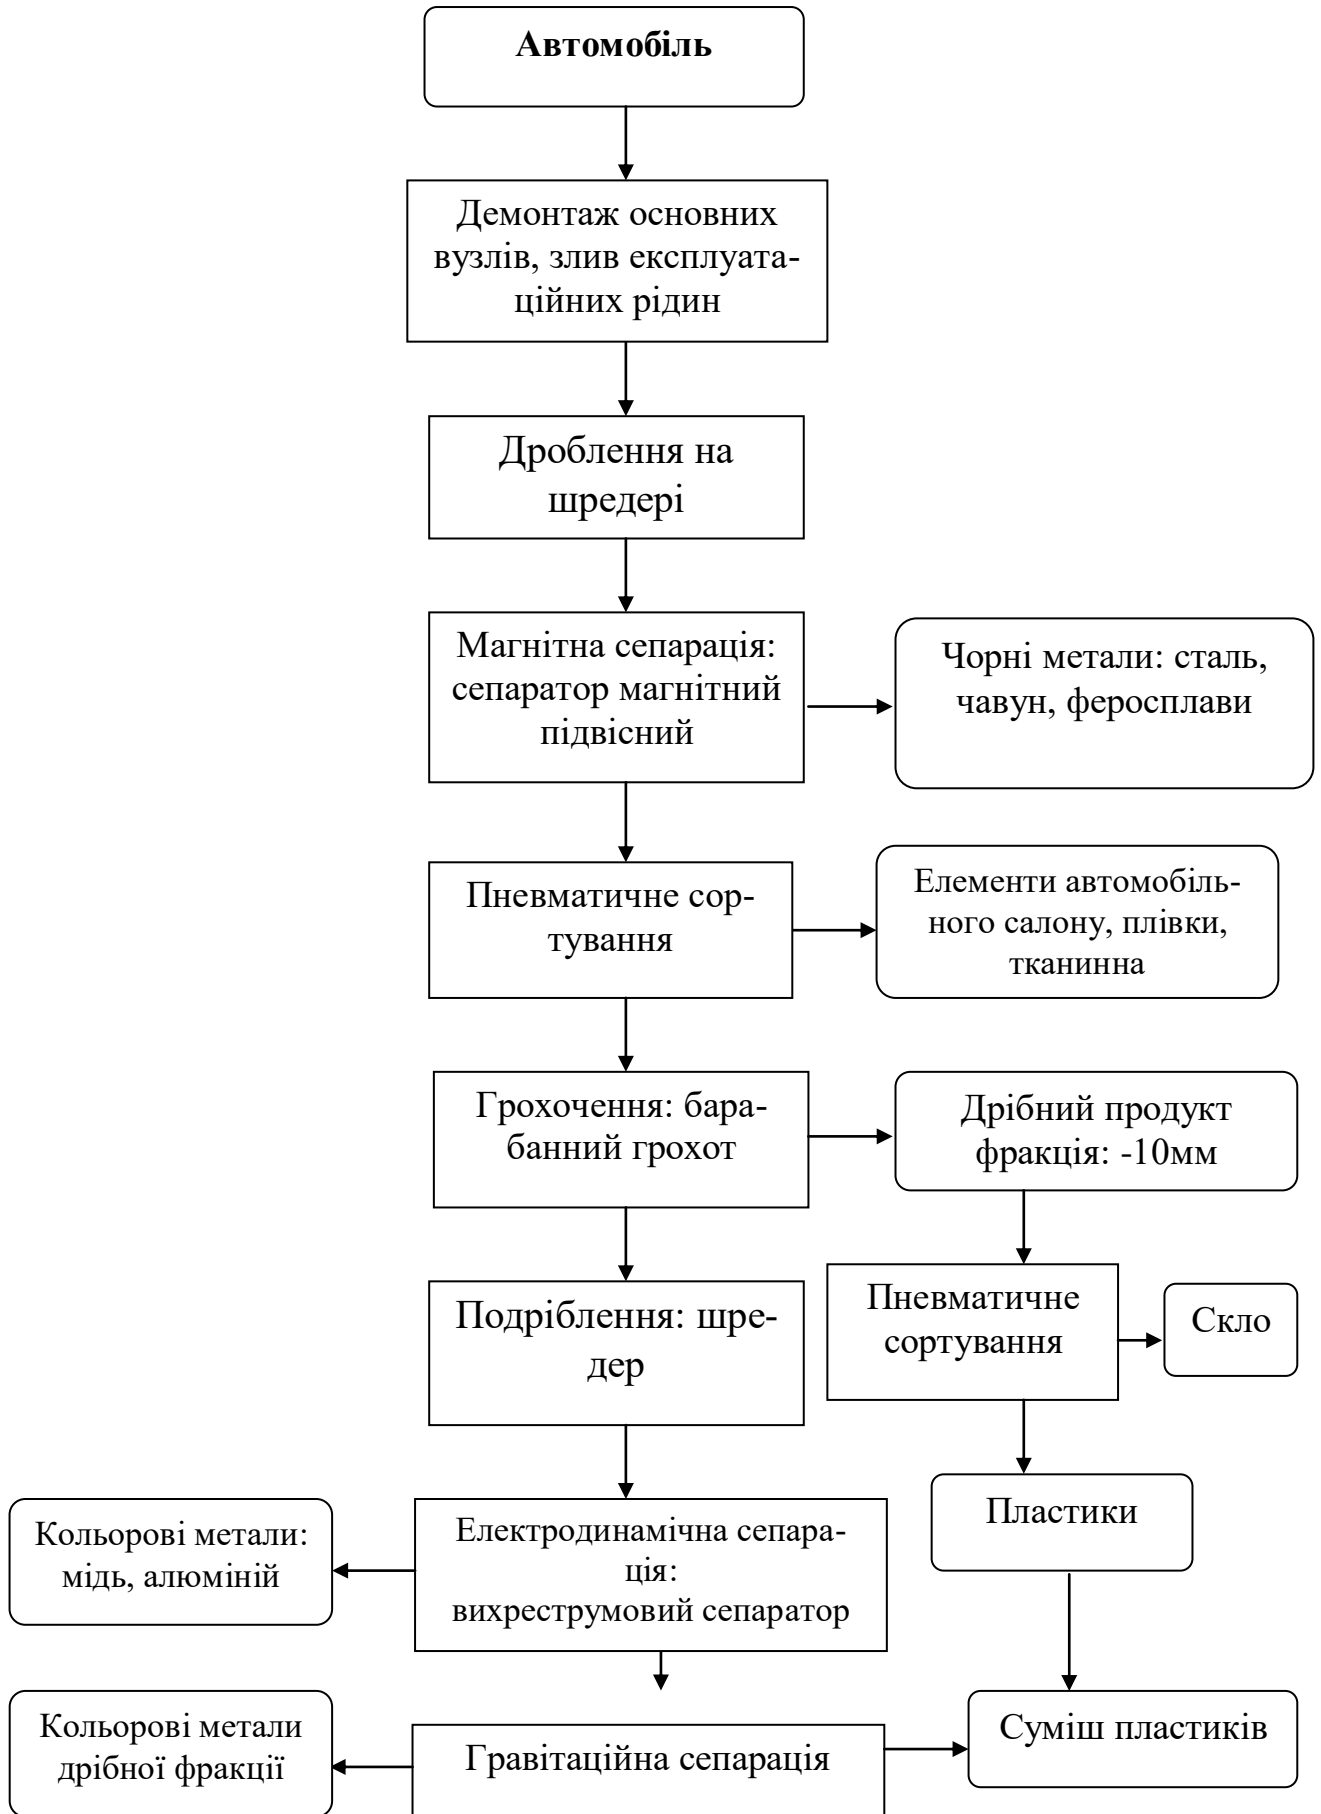 Автомобіль
Демонтаж основних
вузлів, злив експлуата-
аційних рідин
Дроблення на
шредері
Магнітна сепарація:
сепаратор магнітний
підвісний
Чорні метали: сталь,
чавун, феросплави
Пневматичне сор-
тування
Елементи автомобіль-
ного салону, плівки,
тканинна
Грохочення: бара-
банний грохот
Дрібний продукт
фракція: -10мм
Подріблення: шре-
дер
Пневматичне
сортування
Скло
Пластики
Кольорові метали:
мідь, алюміній
Електродинамічна сепара-
ція:
вихреструмовий сепаратор
Кольорові метали
дрібної фракції
Гравітаційна сепарація
Суміш пластиків